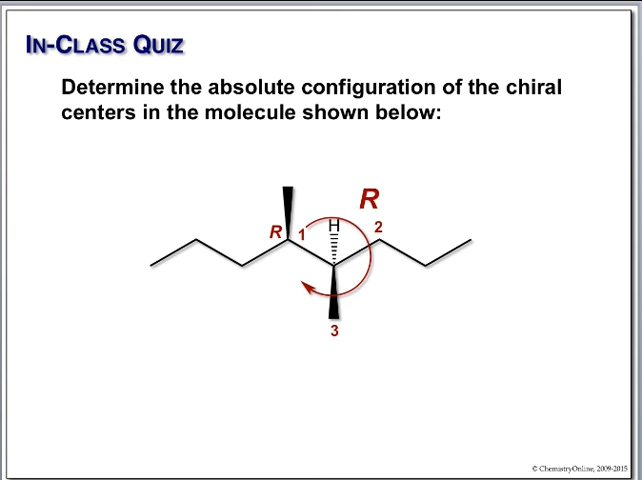 IN-CLASS QUIZ
Determine the absolute configuration of the chiral
centers in the molecule shown below:
R
R 1 H 2
3
© ChemistryOnline, 2009-2015